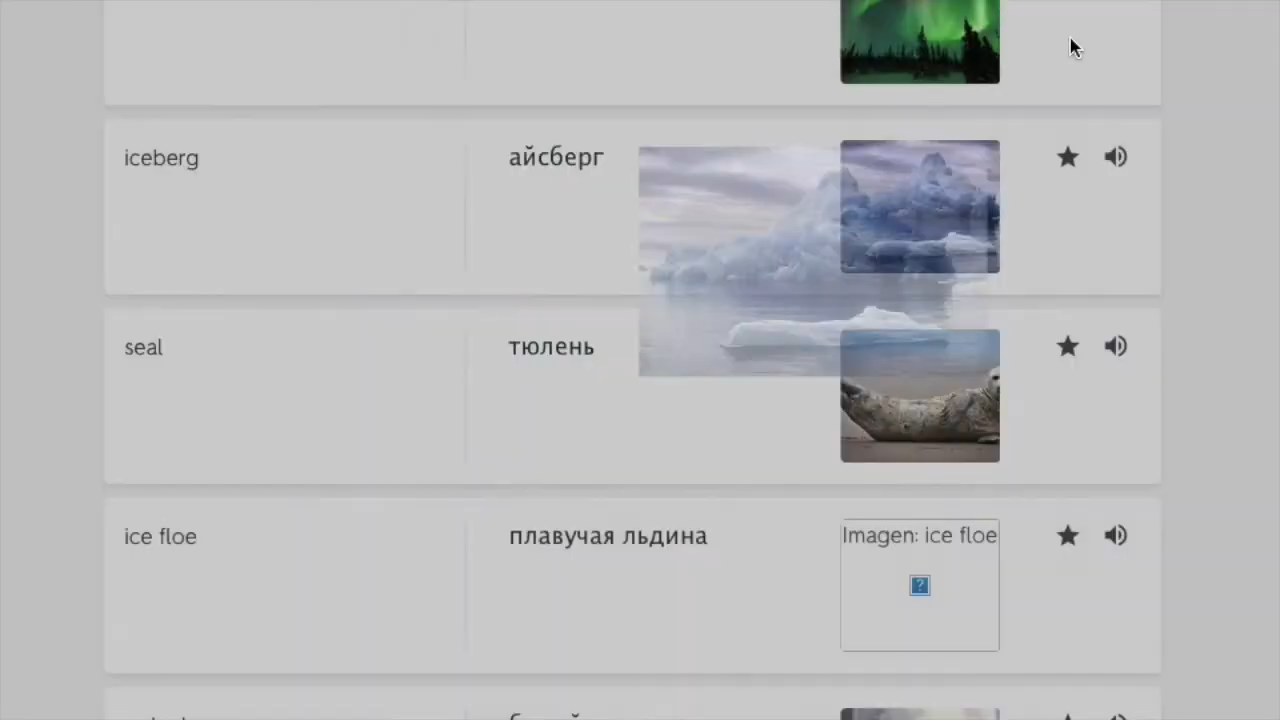 iceberg
айсберг
seal
тюлень
ice floe
плавучая льдина
Imagen: ice floe
?